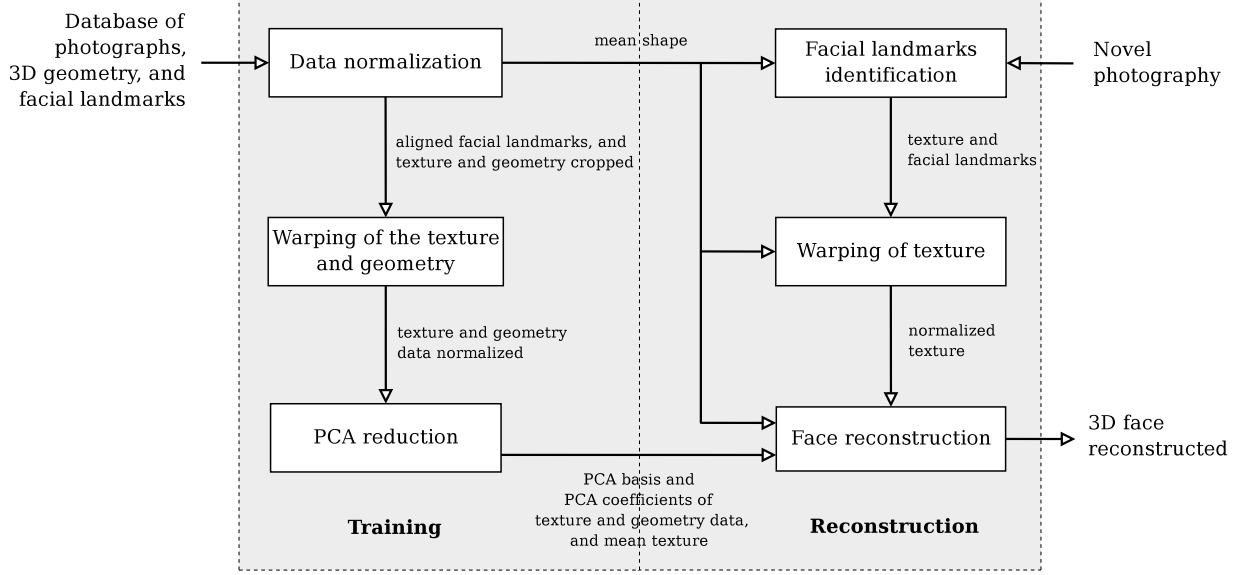 Database of
photographs,
3D geometry, and
facial landmarks
Data normalization
mean shape
Facial landmarks
identification
Novel
photography
aligned facial landmarks, and
texture and geometry cropped
texture and
facial landmarks
Warping of the texture
and geometry
Warping of texture
texture and geometry
data normalized
normalized
texture
PCA reduction
Face reconstruction
3D face
reconstructed
PCA basis and
PCA coefficients of
texture and geometry data,
and mean texture
Training
Reconstruction